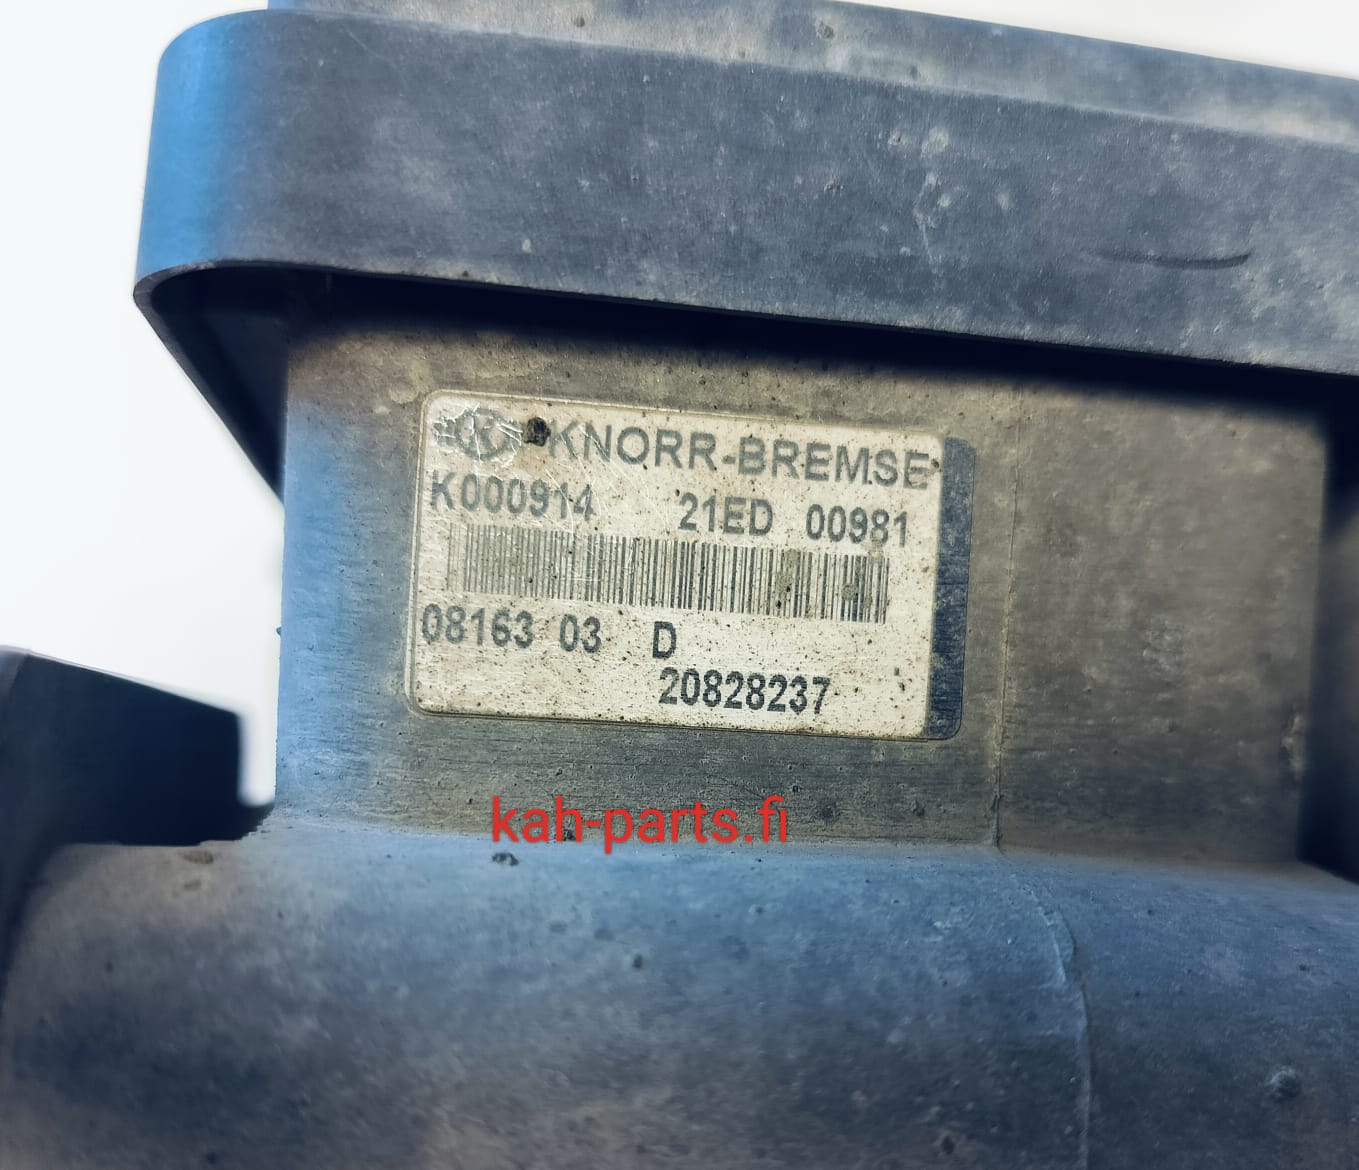 KNORR-BREMSE
K000914 21ED 00981
08163 03 D
20828237
kah-parts.fi